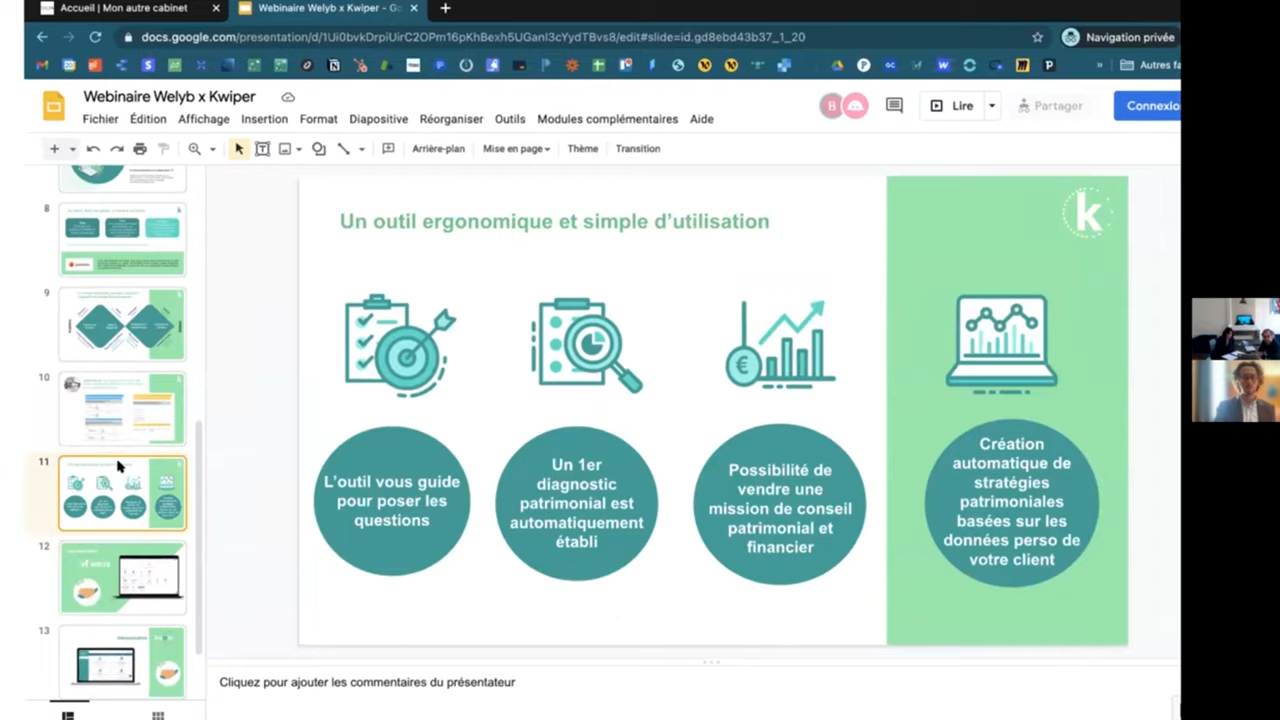 Accueil | Mon autre cabinet
Webinaire Welyb x Kwiper - Go
docs.google.com/presentation/d/1Ui0bvkDrpiUirC2OPm16pKhBexh5UGanI3cYydTBvs8/edit#slide=id.gd8ebd43b37_1_20
Navigation privée
Autres fa
Webinaire Welyb x Kwiper
Fichier Édition Affichage Insertion Format Diapositive Réorganiser Outils Modules complémentaires Aide
B
Lire
Partager
Connexio
Arrière-plan Mise en page Thème Transition
8
9
10
11
12
13
Un outil ergonomique et simple d’utilisation
k
L’outil vous guide
pour poser les
questions
Un 1er
diagnostic
patrimonial est
automatiquement
établi
Possibilité de
vendre une
mission de conseil
patrimonial et
financier
Création
automatique de
stratégies
patrimoniales
basées sur les
données perso de
votre client
Cliquez pour ajouter les commentaires du présentateur